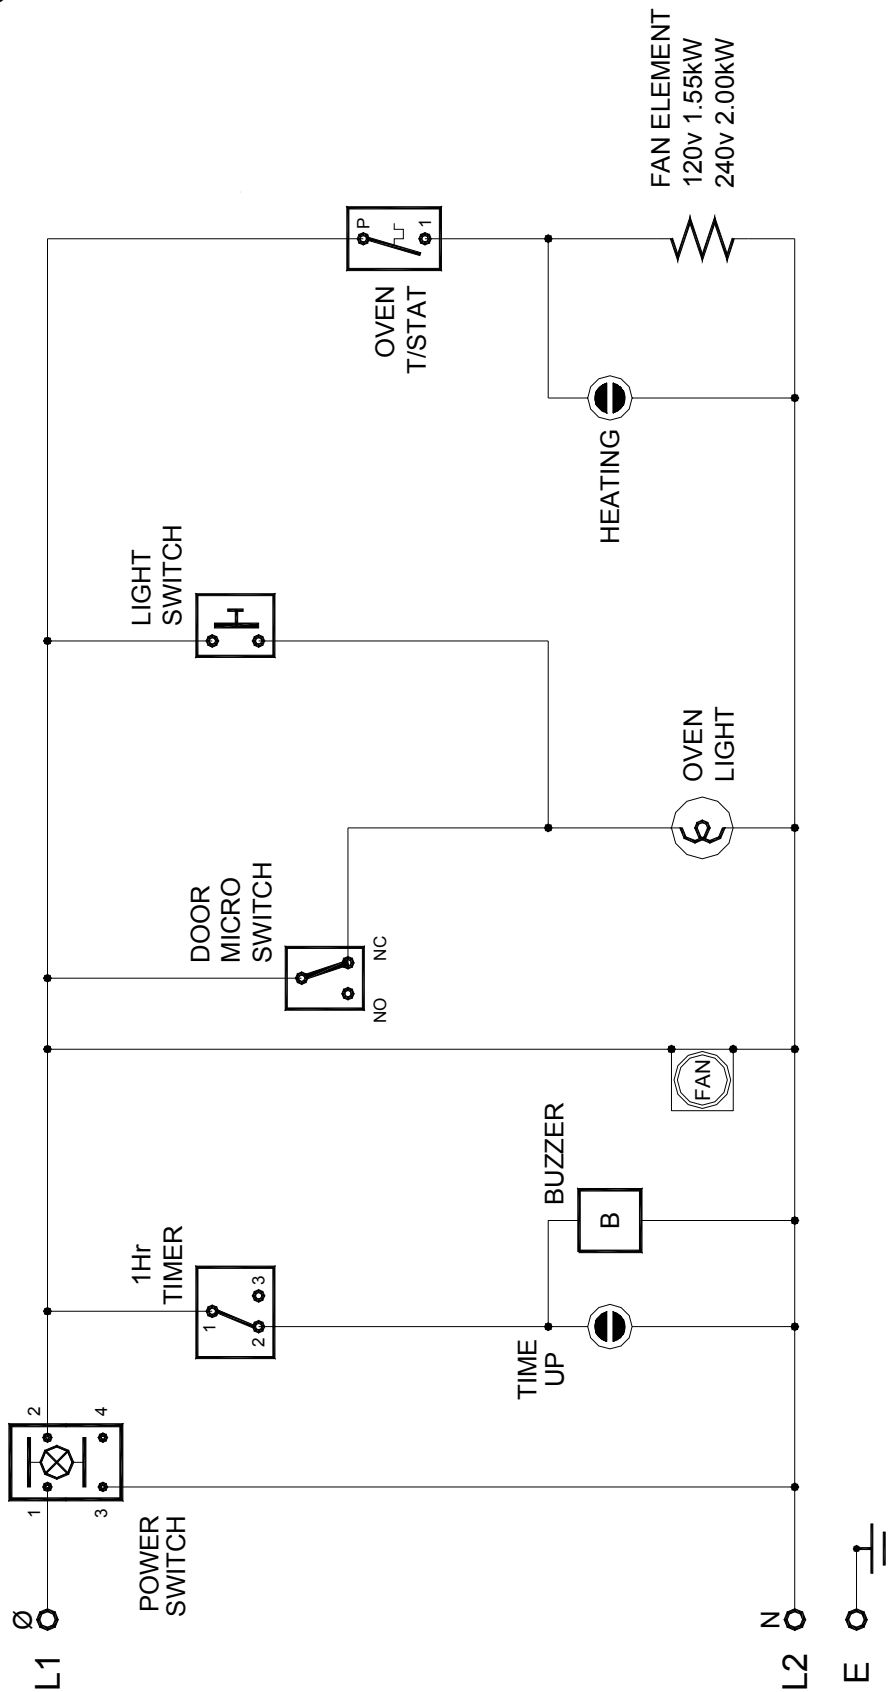 L1
Ø
POWER
SWITCH
1
2
3
4
1Hr
TIMER
1
2
3
TIME
UP
BUZZER
B
FAN
DOOR
MICRO
SWITCH
NO
NC
LIGHT
SWITCH
OVEN
LIGHT
OVEN
T/STAT
P
1
HEATING
FAN ELEMENT
120v 1.55kW
240v 2.00kW
L2
N
E